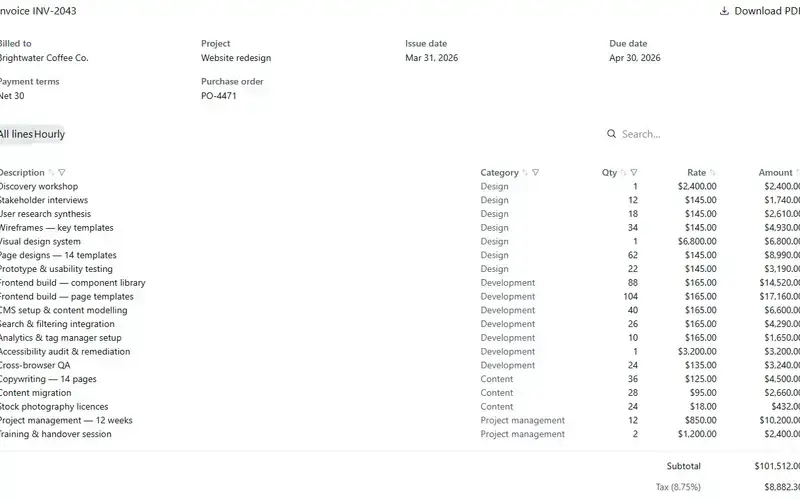 nvoice INV-2043 Download PDF
Billed to Project Issue date Due date
Brightwater Coffee Co. Website redesign Mar 31, 2026 Apr 30, 2026
Payment terms Purchase order
Net 30 PO-4471
All lines Hourly Search...
Description Category Qty Rate Amount
Discovery workshop Design 1 $2,400.00 $2,400.00
Stakeholder interviews Design 12 $145.00 $1,740.00
User research synthesis Design 18 $145.00 $2,610.00
Wireframes — key templates Design 34 $145.00 $4,930.00
Visual design system Design 1 $6,800.00 $6,800.00
Page designs — 14 templates Design 62 $145.00 $8,990.00
Prototype & usability testing Design 22 $145.00 $3,190.00
Frontend build — component library Development 88 $165.00 $14,520.00
Frontend build — page templates Development 104 $165.00 $17,160.00
CMS setup & content modelling Development 40 $165.00 $6,600.00
Search & filtering integration Development 26 $165.00 $4,290.00
Analytics & tag manager setup Development 10 $165.00 $1,650.00
Accessibility audit & remediation Development 1 $3,200.00 $3,200.00
Cross-browser QA Development 24 $135.00 $3,240.00
Copywriting — 14 pages Content 36 $125.00 $4,500.00
Content migration Content 28 $95.00 $2,660.00
Stock photography licences Content 24 $18.00 $432.00
Project management — 12 weeks Project management 12 $850.00 $10,200.00
Training & handover session Project management 2 $1,200.00 $2,400.00
Subtotal $101,512.00
Tax (8.75%) $8,882.30